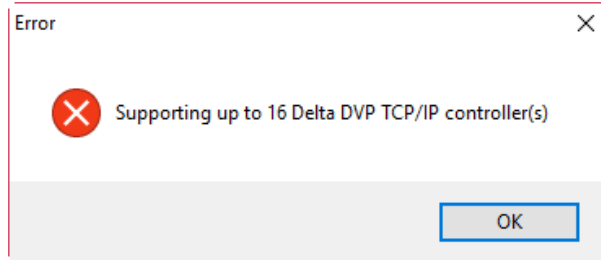 Error
Supporting up to 16 Delta DVP TCP/IP controller(s)
OK